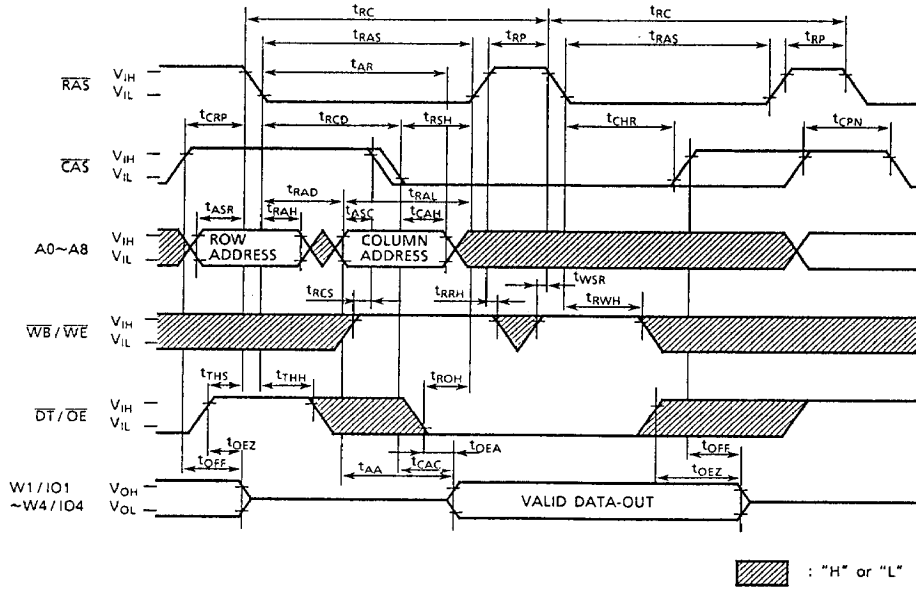 tRC tRC
tRAS tRP tRAS tRP
tAR
RAS VIH
VIL
tCRP tRCD tRSH tCHR tCPN
CAS VIH
VIL
tRAD tRAL
tASR tRAH tASC tCAH
A0~A8 VIH
VIL
ROW ADDRESS
COLUMN ADDRESS
tRCS tRRH tWSR tRWH
WB/WE VIH
VIL
tTHS tTHH tROH
DT/OE VIH
VIL
tOEZ tOEA tOFF
tOFF tAA tCAC tOEZ
W1/IO1 VOH
~W4/IO4 VOL
VALID DATA-OUT
: "H" or "L"